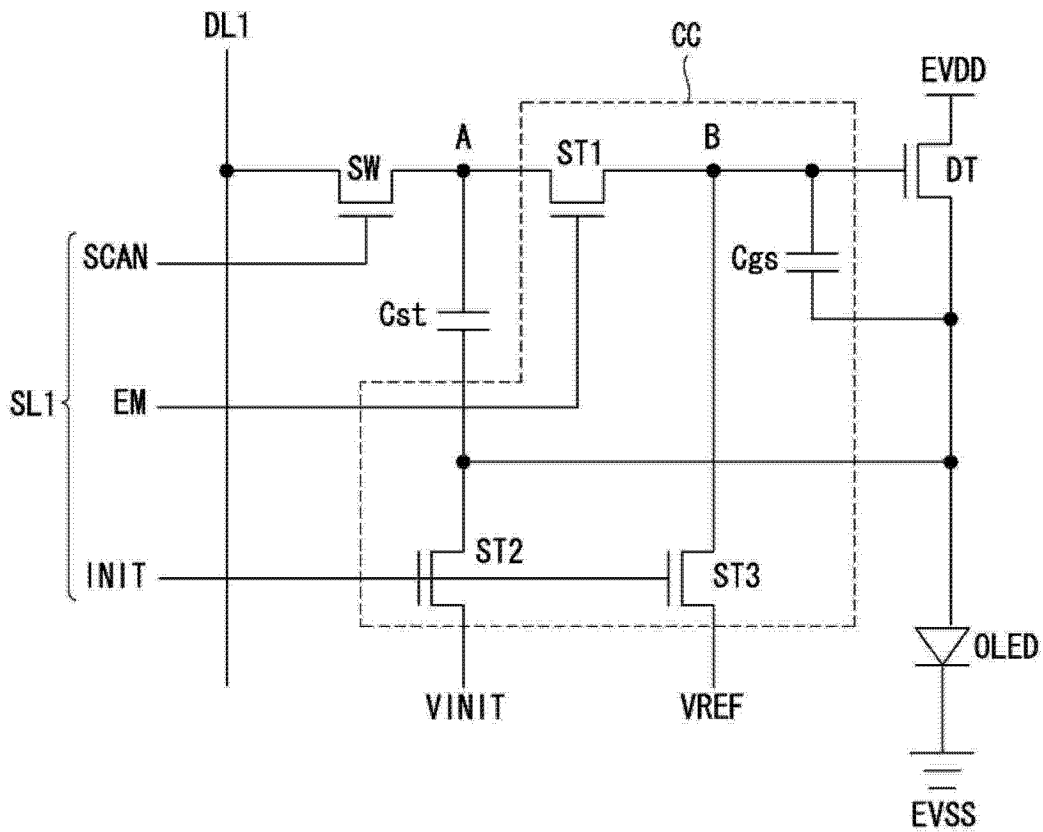 DL1
CC
EVDD
A
B
SW
ST1
DT
SCAN
Cgs
Cst
SL1
EM
ST2
INIT
ST3
OLED
VINIT
VREF
EVSS